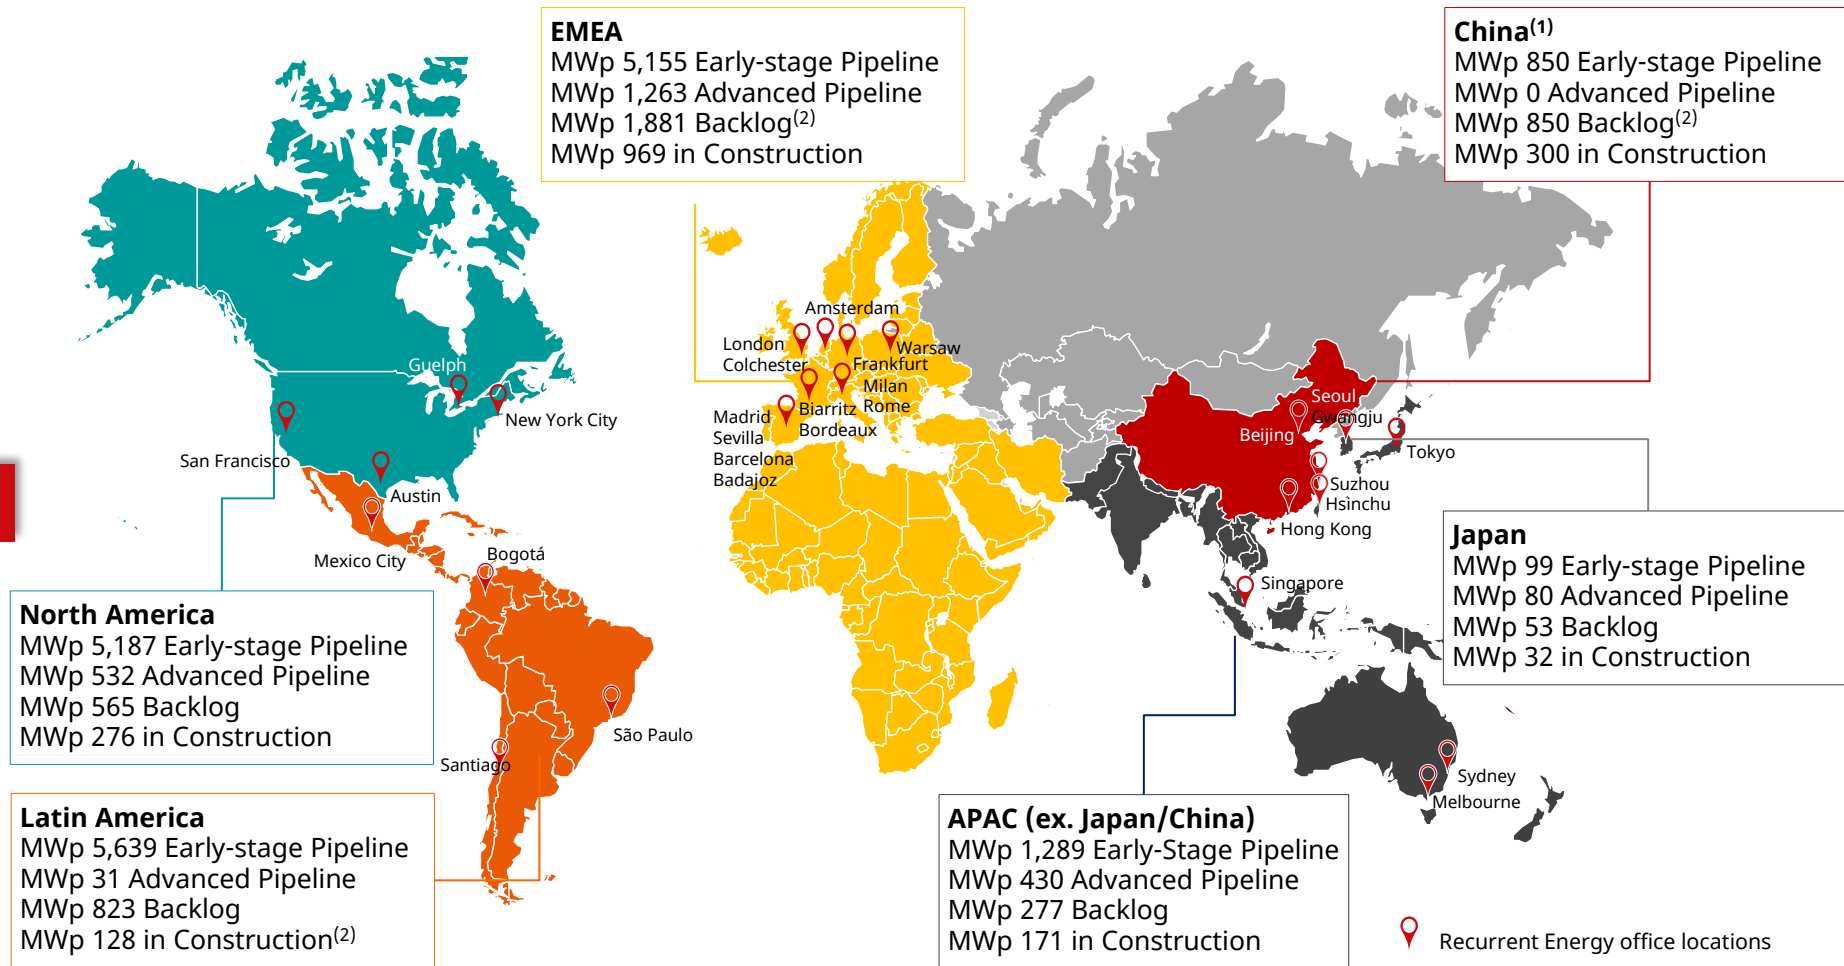 EMEA
MWp 5,155 Early-stage Pipeline
MWp 1,263 Advanced Pipeline
MWp 1,881 Backlog(2)
MWp 969 in Construction
China(1)
MWp 850 Early-stage Pipeline
MWp 0 Advanced Pipeline
MWp 850 Backlog(2)
MWp 300 in Construction
Amsterdam
London
Colchester
Warsaw
Frankfurt
Milan
Rome
Biarritz
Bordeaux
Madrid
Sevilla
Barcelona
Badajoz
Guelph
New York City
San Francisco
Austin
Mexico City
Bogotá
São Paulo
Santiago
Seoul
Gwangju
Beijing
Tokyo
Suzhou
Hsinchu
Hong Kong
Singapore
Sydney
Melbourne
North America
MWp 5,187 Early-stage Pipeline
MWp 532 Advanced Pipeline
MWp 565 Backlog
MWp 276 in Construction
Japan
MWp 99 Early-stage Pipeline
MWp 80 Advanced Pipeline
MWp 53 Backlog
MWp 32 in Construction
Latin America
MWp 5,639 Early-stage Pipeline
MWp 31 Advanced Pipeline
MWp 823 Backlog
MWp 128 in Construction(2)
APAC (ex. Japan/China)
MWp 1,289 Early-Stage Pipeline
MWp 430 Advanced Pipeline
MWp 277 Backlog
MWp 171 in Construction
Recurrent Energy office locations